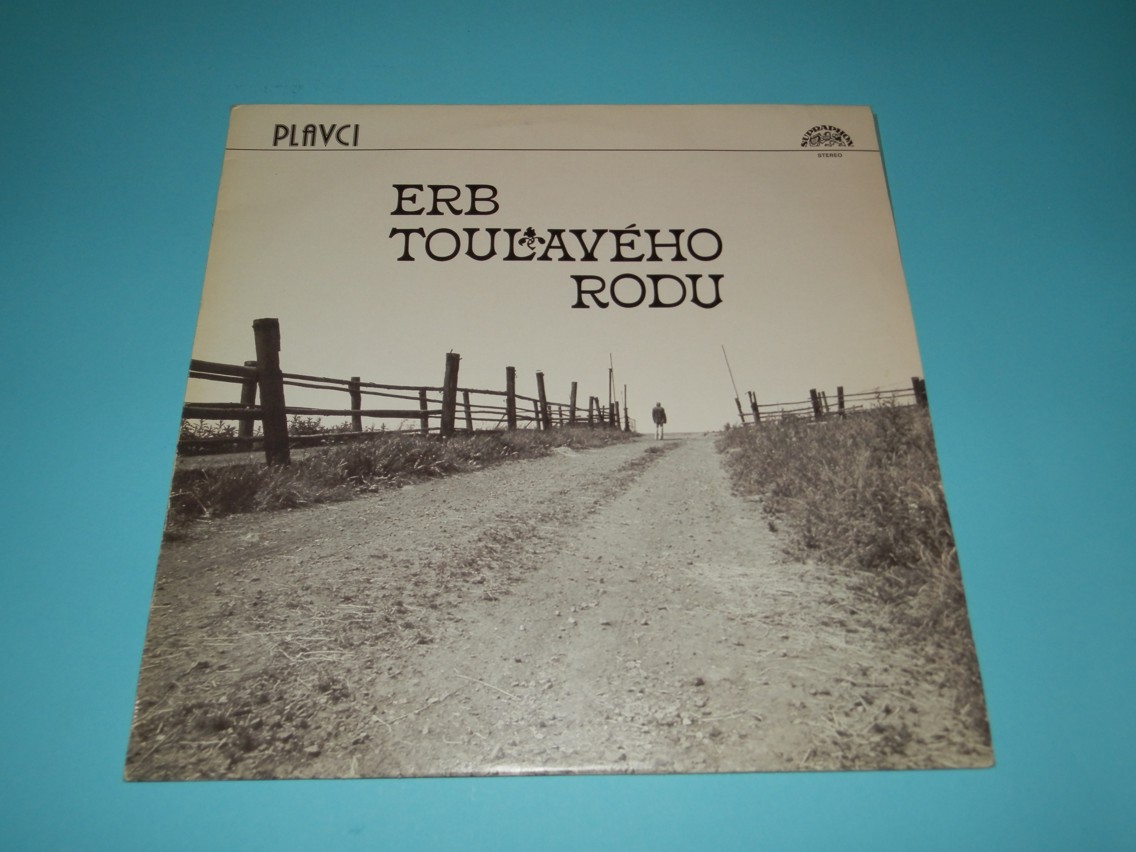 PLAVCI
SUPRAPHON
STEREO
ERB
TOULAVÉHO
RODU